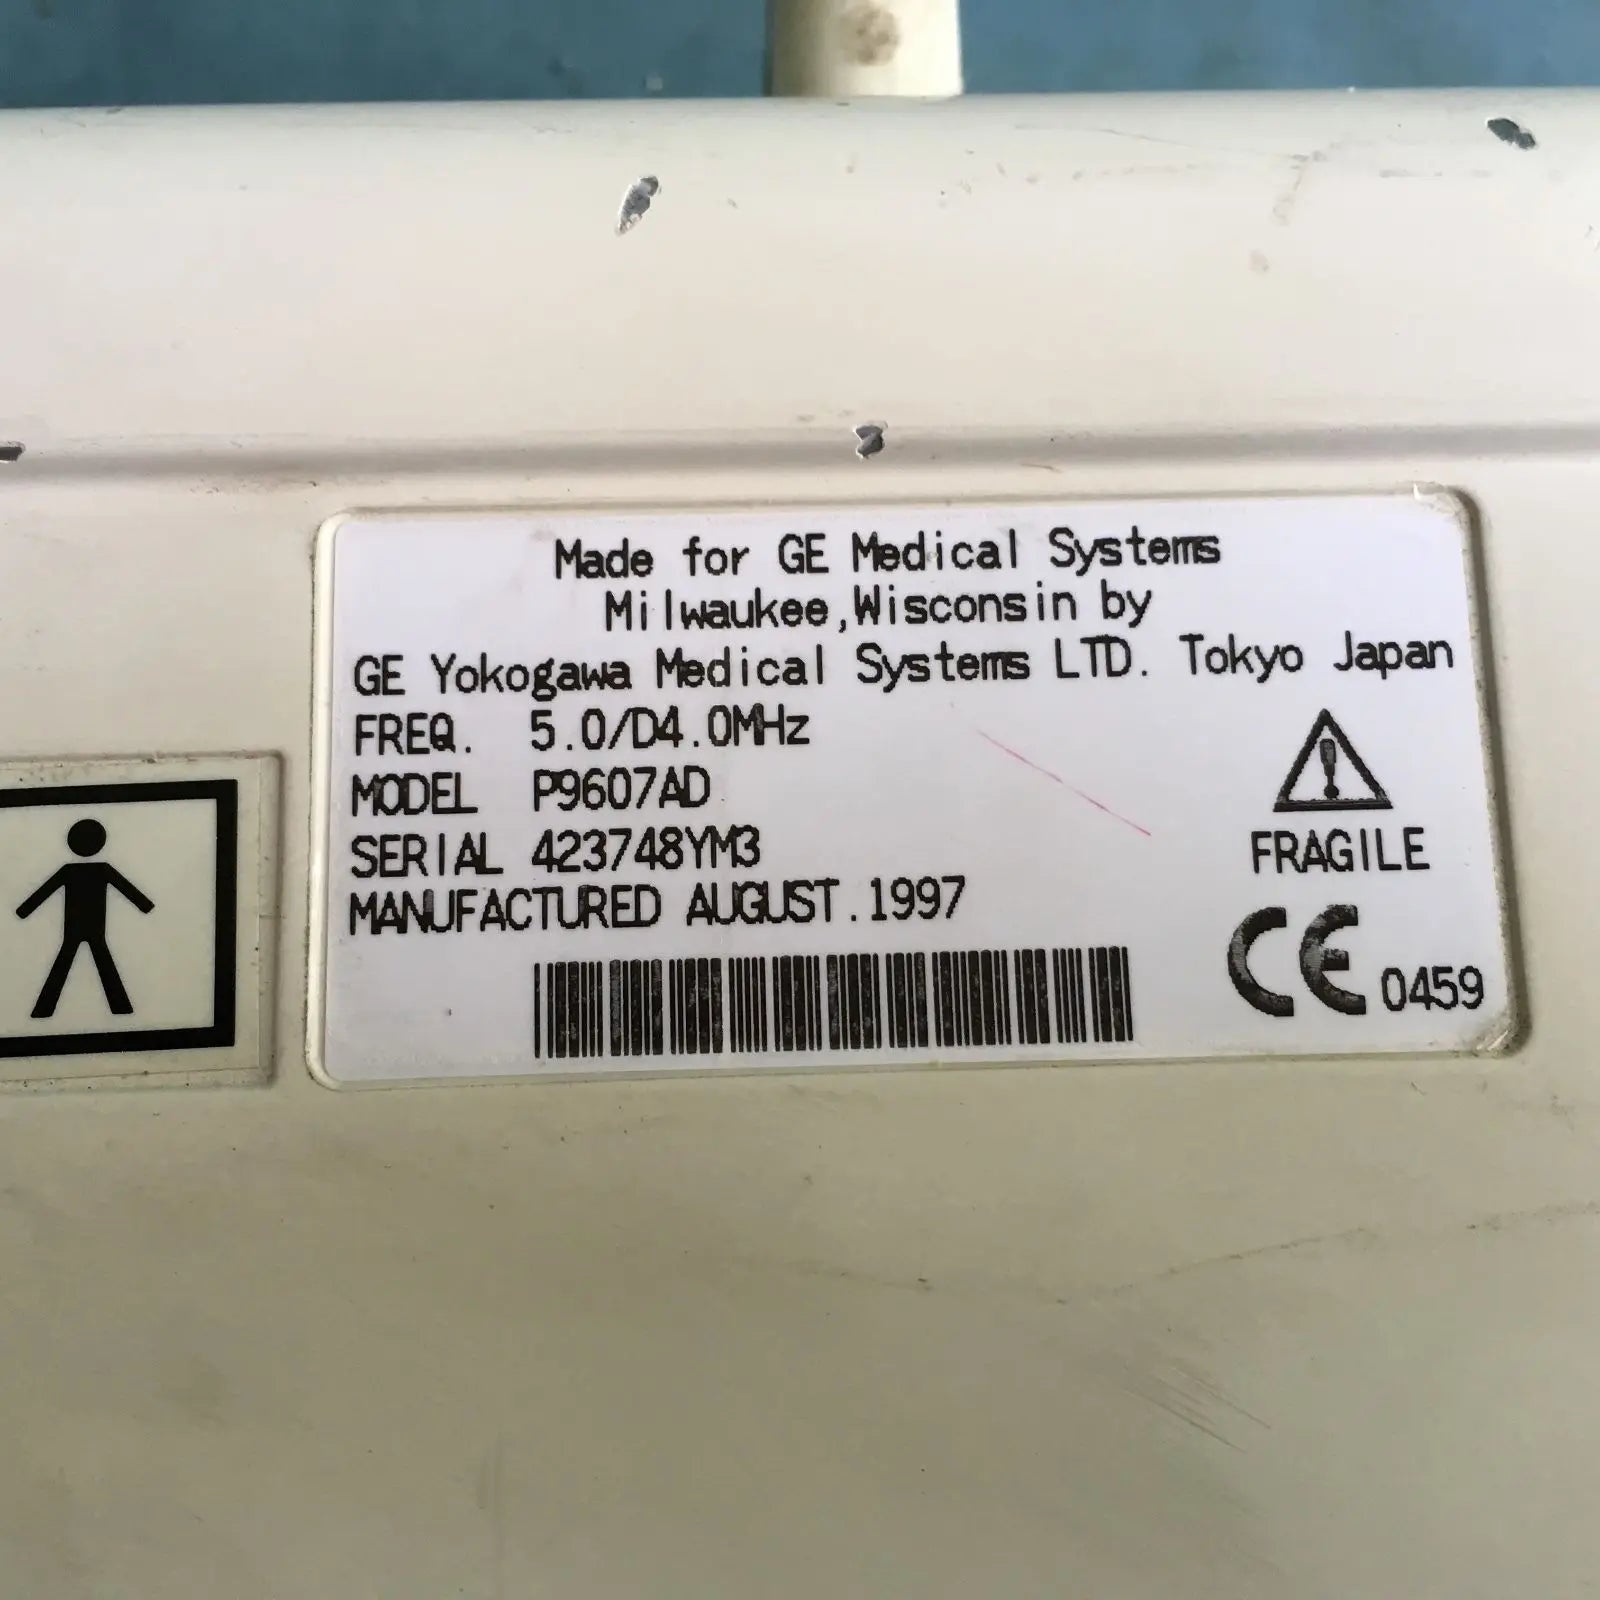 Made for GE Medical Systems
Milwaukee,Wisconsin by
GE Yokogawa Medical Systems LTD. Tokyo Japan
FREQ. 5.0/D4.0MHz
MODEL P9607AD
SERIAL 423748YM3
MANUFACTURED AUGUST.1997
FRAGILE
CE 0459